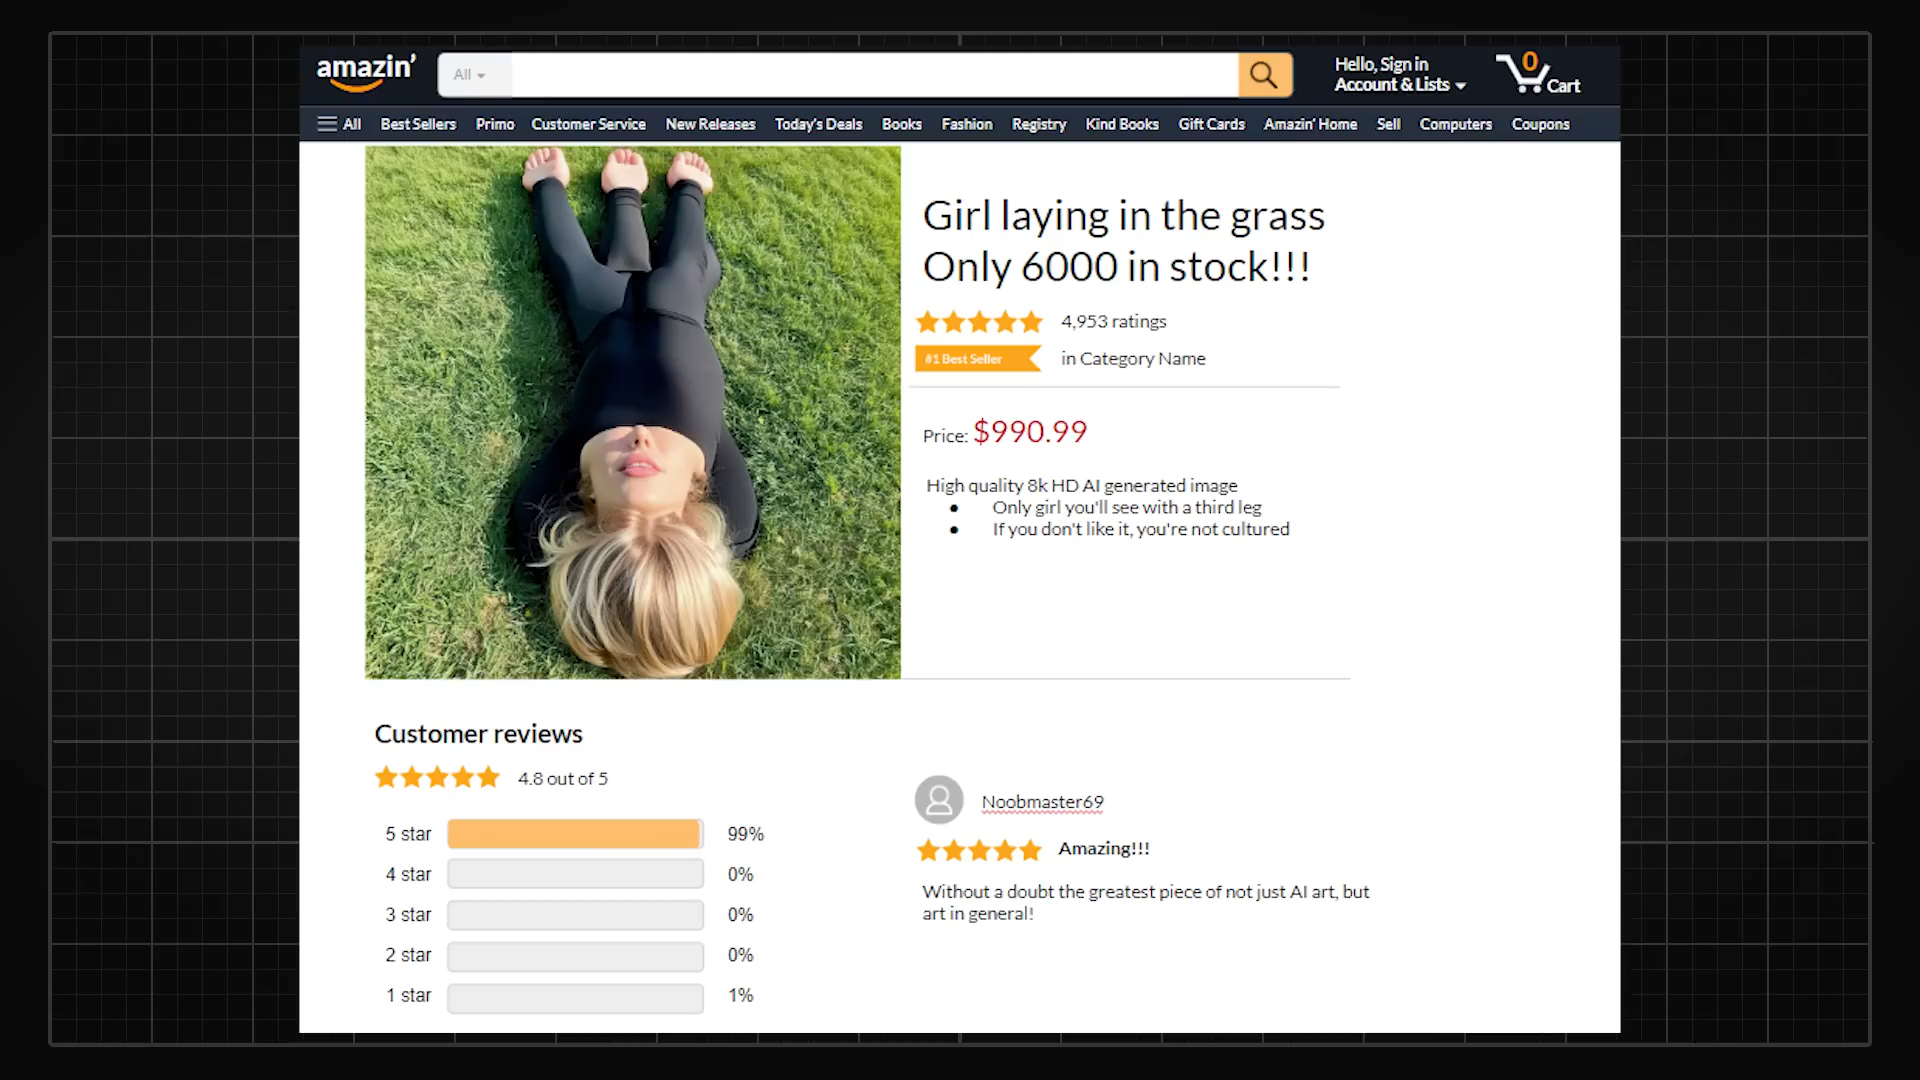 amazin'
All
Hello, Sign in
Account & Lists
0
Cart
All Best Sellers Primo Customer Service New Releases Today's Deals Books Fashion Registry Kind Books Gift Cards Amazin' Home Sell Computers Coupons
Girl laying in the grass
Only 6000 in stock!!!
4,953 ratings
#1 Best Seller in Category Name
Price: $990.99
High quality 8k HD AI generated image
• Only girl you'll see with a third leg
• If you don't like it, you're not cultured
Customer reviews
4.8 out of 5
5 star 99%
4 star 0%
3 star 0%
2 star 0%
1 star 1%
Noobmaster69
Amazing!!!
Without a doubt the greatest piece of not just AI art, but
art in general!